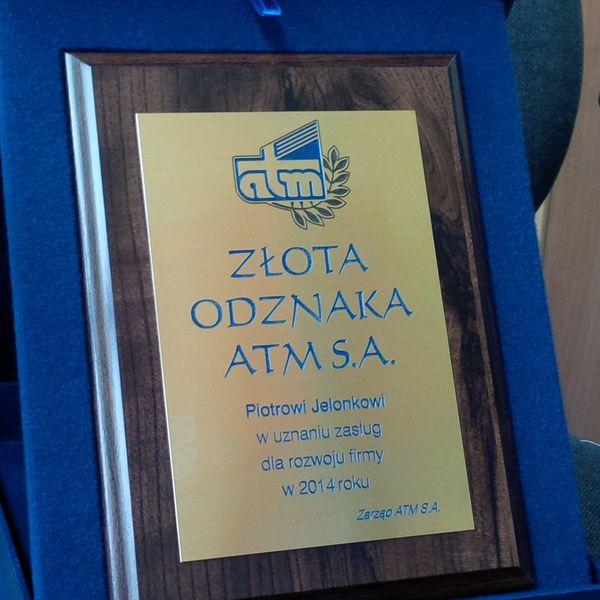 atm
ZŁOTA
ODZNAKA
ATM S.A.
Piotrowi Jelonkowi
w uznaniu zasług
dla rozwoju firmy
w 2014 roku
Zarząd ATM S.A.